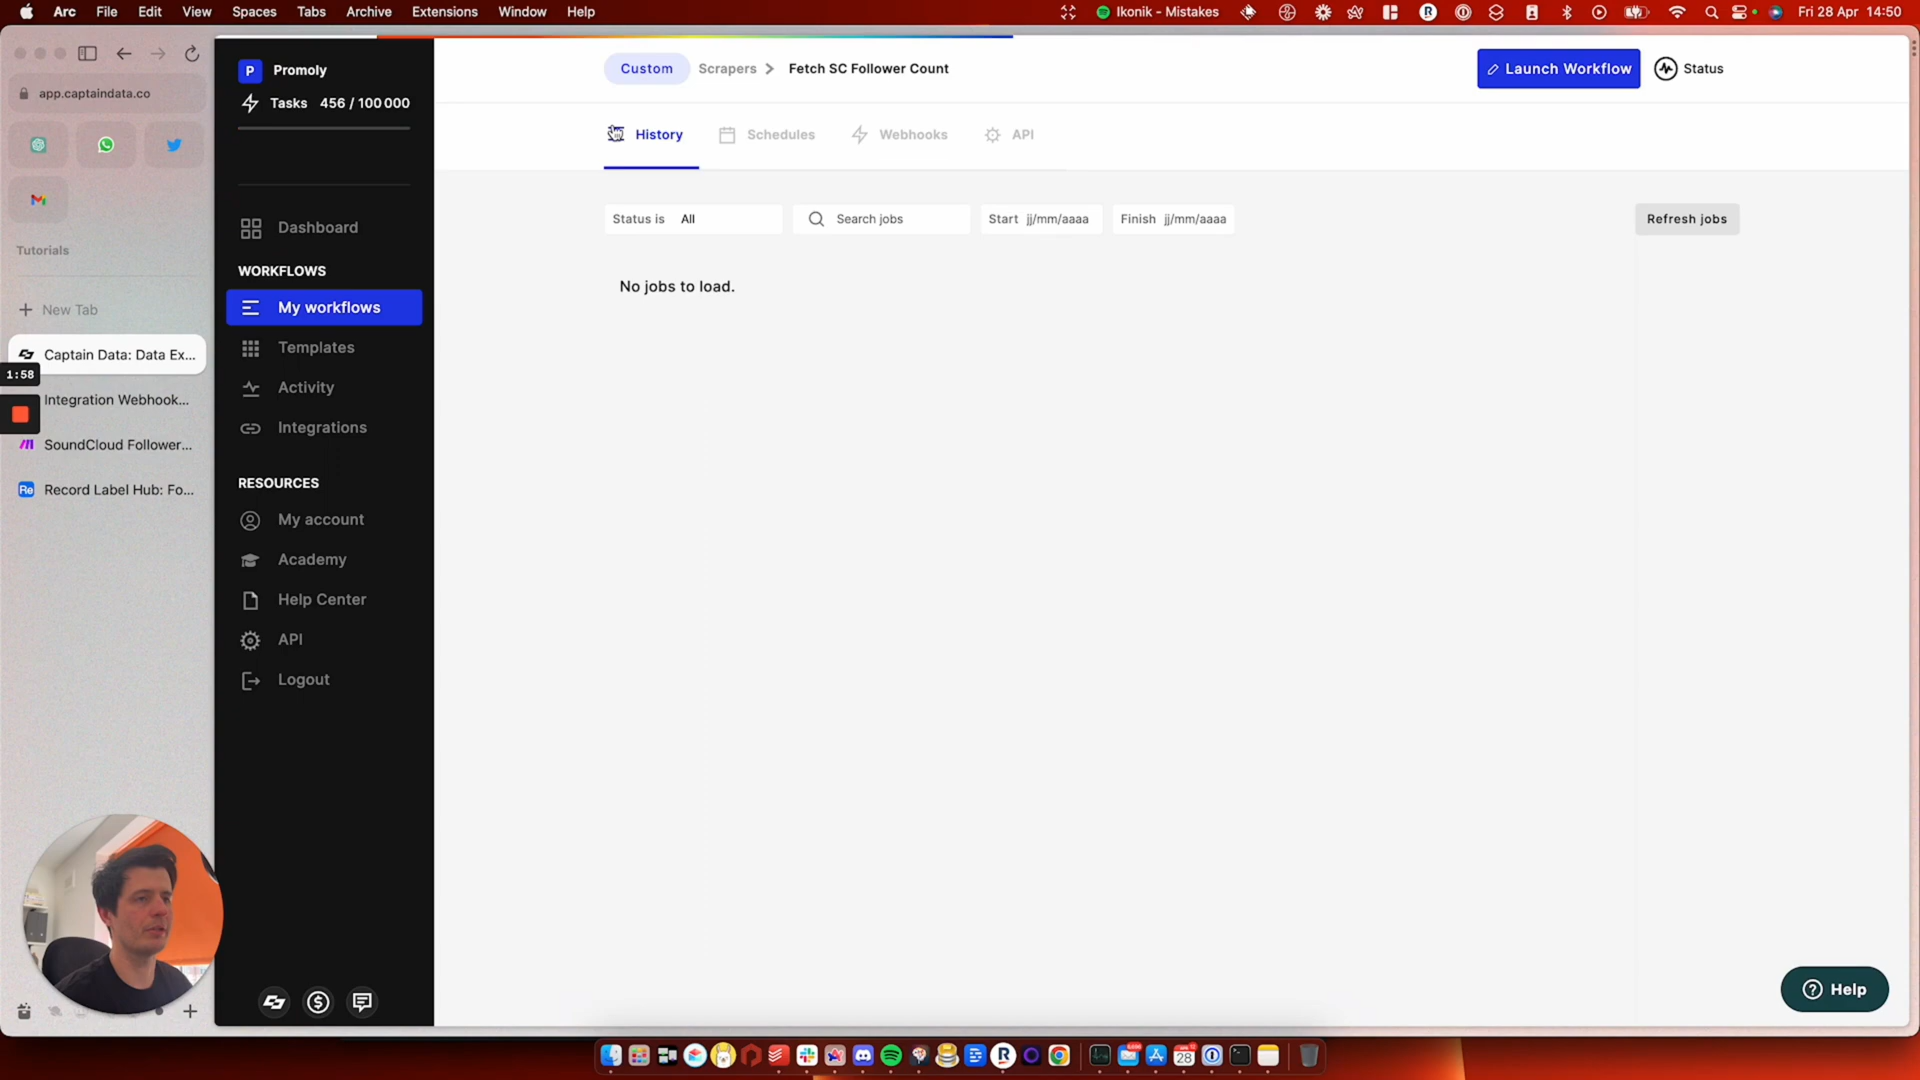 Arc File Edit View Spaces Tabs Archive Extensions Window Help Ikonik - Mistakes Fri 28 Apr 14:50
app.captaindata.co
Tutorials
New Tab
Captain Data: Data Ex...
1:58
Integration Webhook...
SoundCloud Follower...
Re Record Label Hub: Fo...
P Promoly
Tasks 456 / 100 000
Dashboard
WORKFLOWS
My workflows
Templates
Activity
Integrations
RESOURCES
My account
Academy
Help Center
API
Logout
Custom Scrapers > Fetch SC Follower Count
Launch Workflow Status
History Schedules Webhooks API
Status is All Search jobs Start jj/mm/aaaa Finish jj/mm/aaaa Refresh jobs
No jobs to load.
Help
28